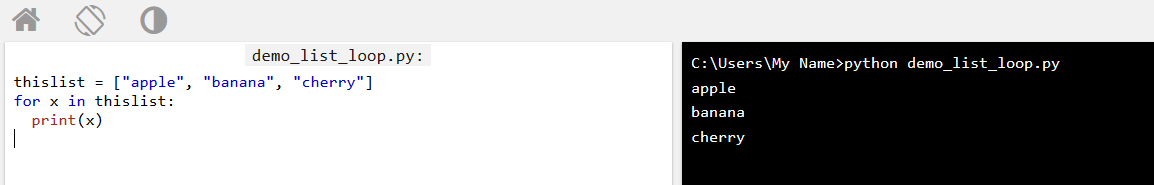 demo_list_loop.py:
thislist = ["apple", "banana", "cherry"]
for x in thislist:
  print(x)
C:\Users\My Name>python demo_list_loop.py
apple
banana
cherry